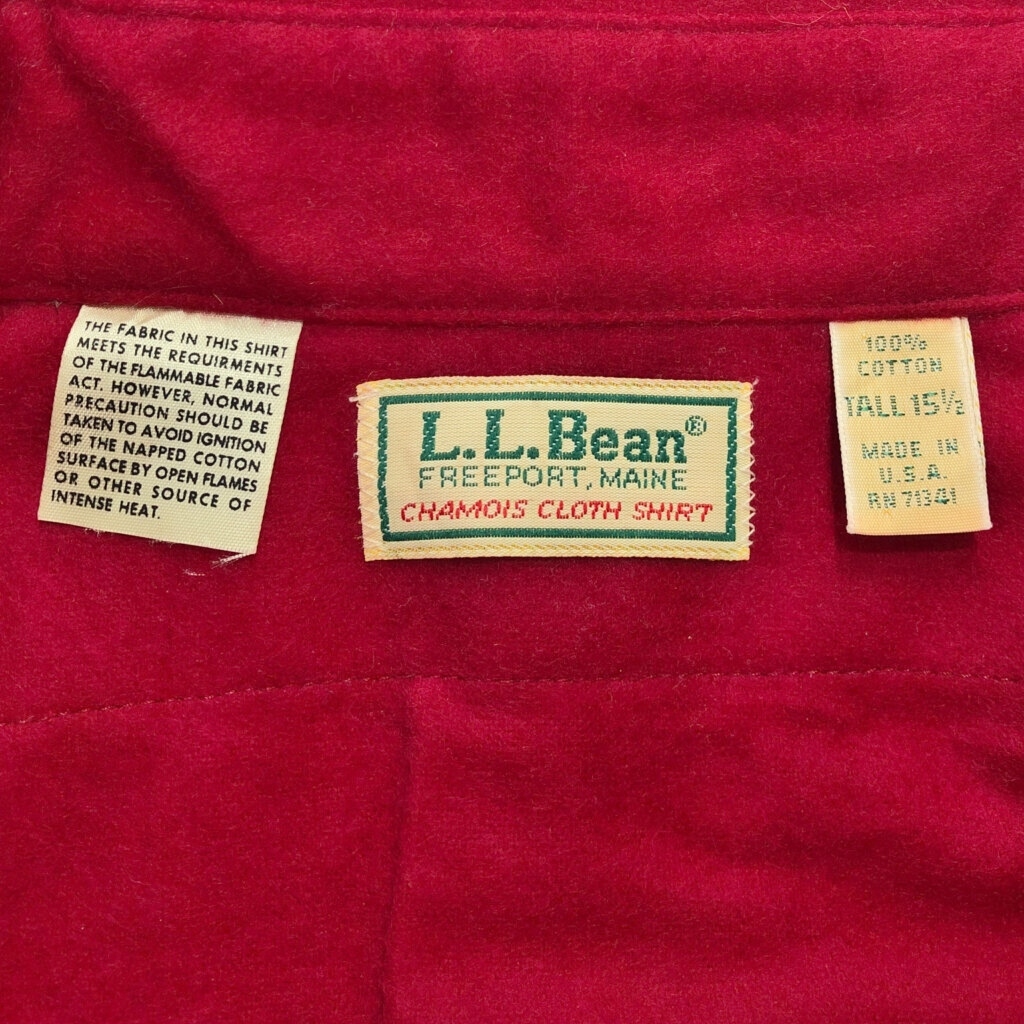 THE FABRIC IN THIS SHIRT
MEETS THE REQUIRMENTS
OF THE FLAMMABLE FABRIC
ACT. HOWEVER, NORMAL
PRECAUTION SHOULD BE
TAKEN TO AVOID IGNITION
OF THE NAPPED COTTON
SURFACE BY OPEN FLAMES
OR OTHER SOURCE OF
INTENSE HEAT.
L.L.Bean®
FREEPORT, MAINE
CHAMOIS CLOTH SHIRT
100%
COTTON
TALL 15½
MADE IN
U.S.A.
RN 71341